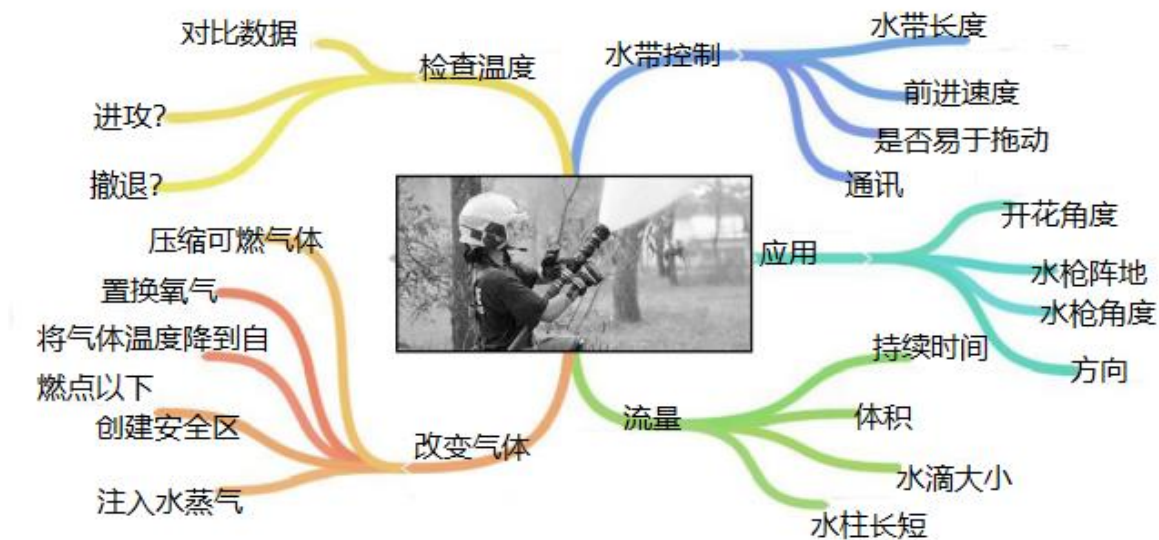 对比数据
检查温度
进攻?
撤退?
水带控制
水带长度
前进速度
是否易于拖动
通讯
应用
开花角度
水枪阵地
水枪角度
方向
流量
持续时间
体积
水滴大小
水柱长短
改变气体
压缩可燃气体
置换氧气
将气体温度降到自
燃点以下
创建安全区
注入水蒸气